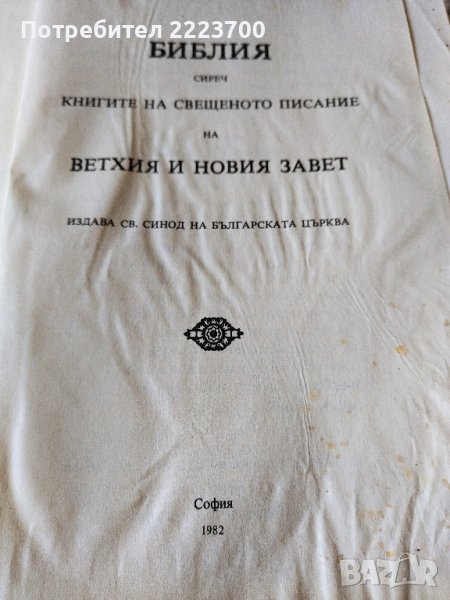 Потребител 2223700
БИБЛИЯ
СИРЕЧ
КНИГИТЕ НА СВЕЩЕНОТО ПИСАНИЕ
НА
ВЕТХИЯ И НОВИЯ ЗАВЕТ
ИЗДАВА СВ. СИНОД НА БЪЛГАРСКАТА ЦЪРКВА
София
1982
BAZAR